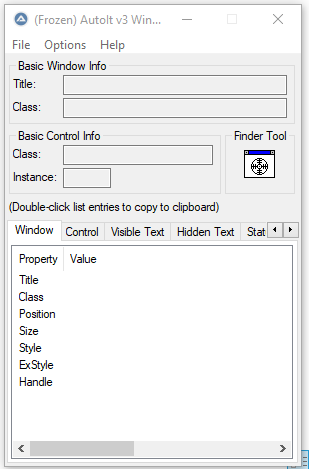 (Frozen) AutoIt v3 Win...
File Options Help
Basic Window Info
Title:
Class:
Basic Control Info
Finder Tool
Class:
Instance:
(Double-click list entries to copy to clipboard)
Window Control Visible Text Hidden Text Stat
Property Value
Title
Class
Position
Size
Style
ExStyle
Handle